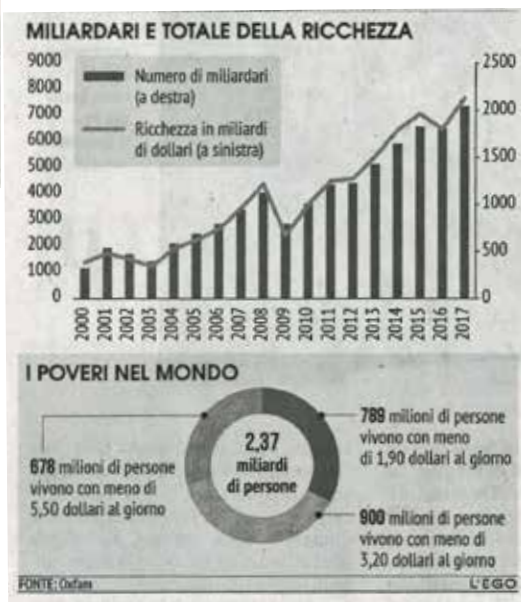 MILIARDARI E TOTALE DELLA RICCHEZZA
9000
8000
7000
6000
5000
4000
3000
2000
1000
0
Numero di miliardari
(a destra)
Ricchezza in miliardi
di dollari (a sinistra)
2500
2000
1500
1000
500
0
2000
2001
2002
2003
2004
2005
2006
2007
2008
2009
2010
2011
2012
2013
2014
2015
2016
2017
I POVERI NEL MONDO
678 milioni di persone
vivono con meno di
5,50 dollari al giorno
2,37
miliardi
di persone
789 milioni di persone
vivono con meno
di 1,90 dollari al giorno
900 milioni di persone
vivono con meno di
3,20 dollari al giorno
FONTE: Oxfam
L'EGO